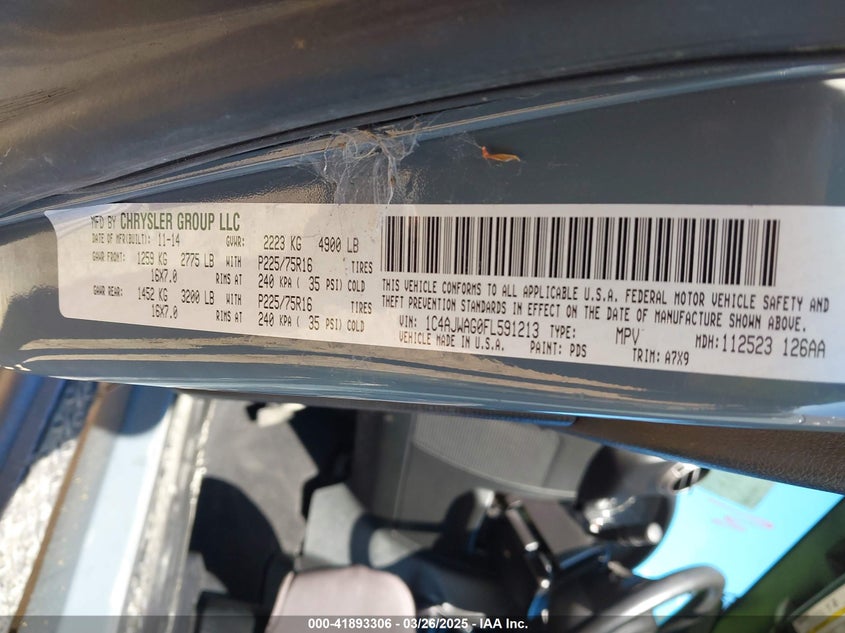 MFD BY CHRYSLER GROUP LLC
DATE OF MFR(BUILT): 11-14 GVWR: 2223 KG 4900 LB
GAWR FRONT: 1259 KG 2775 LB WITH P225/75R16 TIRES
16X7.0 RIMS AT 240 KPA ( 35 PSI) COLD
GAWR REAR: 1452 KG 3200 LB WITH P225/75R16 TIRES
16X7.0 RIMS AT 240 KPA ( 35 PSI) COLD
THIS VEHICLE CONFORMS TO ALL APPLICABLE U.S.A. FEDERAL MOTOR VEHICLE SAFETY AND
THEFT PREVENTION STANDARDS IN EFFECT ON THE DATE OF MANUFACTURE SHOWN ABOVE.
VIN: 1C4AJWAG0FL591213 TYPE: MPV MDH:112523 126AA
VEHICLE MADE IN U.S.A. PAINT: PDS TRIM: A7X9
000-41893306 - 03/26/2025 - IAA Inc.